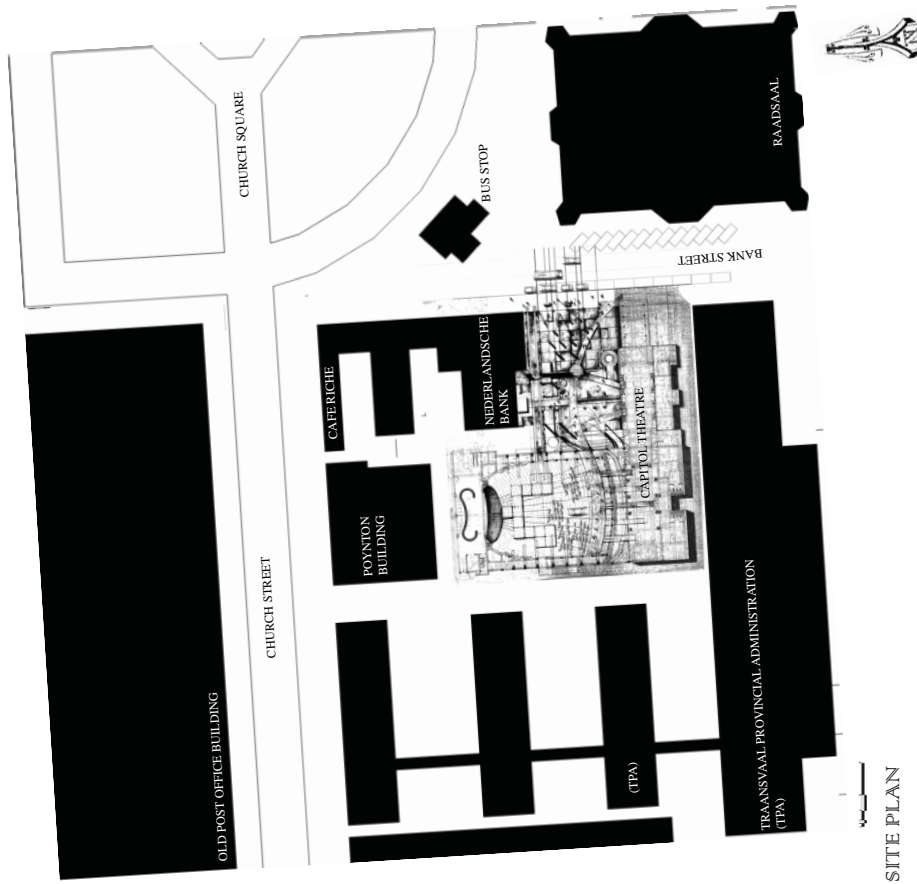 CHURCH SQUARE
BUS STOP
RAADSAAL
BANK STREET
CAFE RICHE
NEDERLANDSCHE
BANK
CAPITOL THEATRE
POYNTON
BUILDING
CHURCH STREET
OLD POST OFFICE BUILDING
(TPA)
TRAANSVAAL PROVINCIAL ADMINISTRATION
(TPA)
SITE PLAN
N